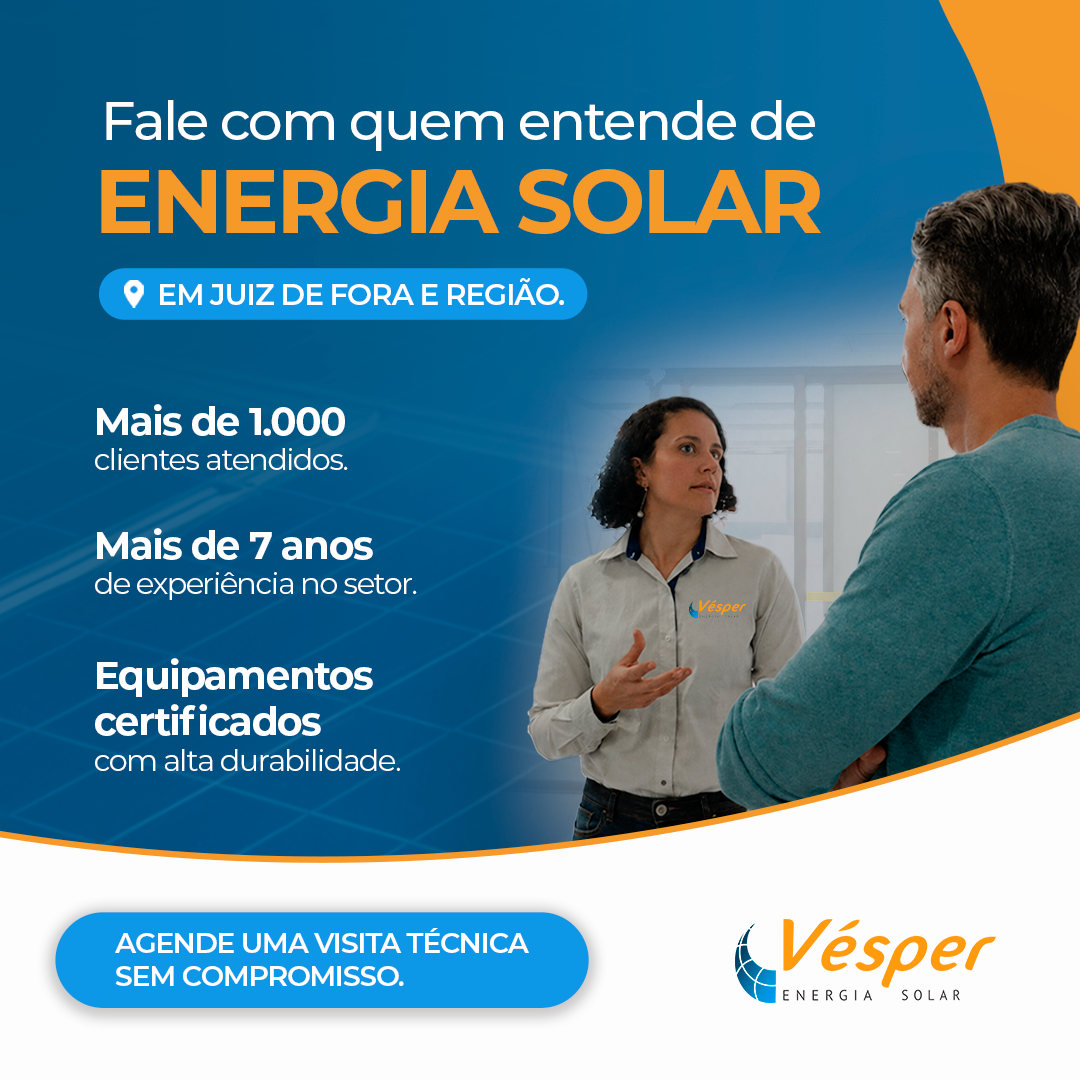 Fale com quem entende de
ENERGIA SOLAR
EM JUIZ DE FORA E REGIÃO.
Mais de 1.000
clientes atendidos.
Mais de 7 anos
de experiência no setor.
Equipamentos
certificados
com alta durabilidade.
Vésper
AGENDE UMA VISITA TÉCNICA
SEM COMPROMISSO.
Vésper
ENERGIA SOLAR